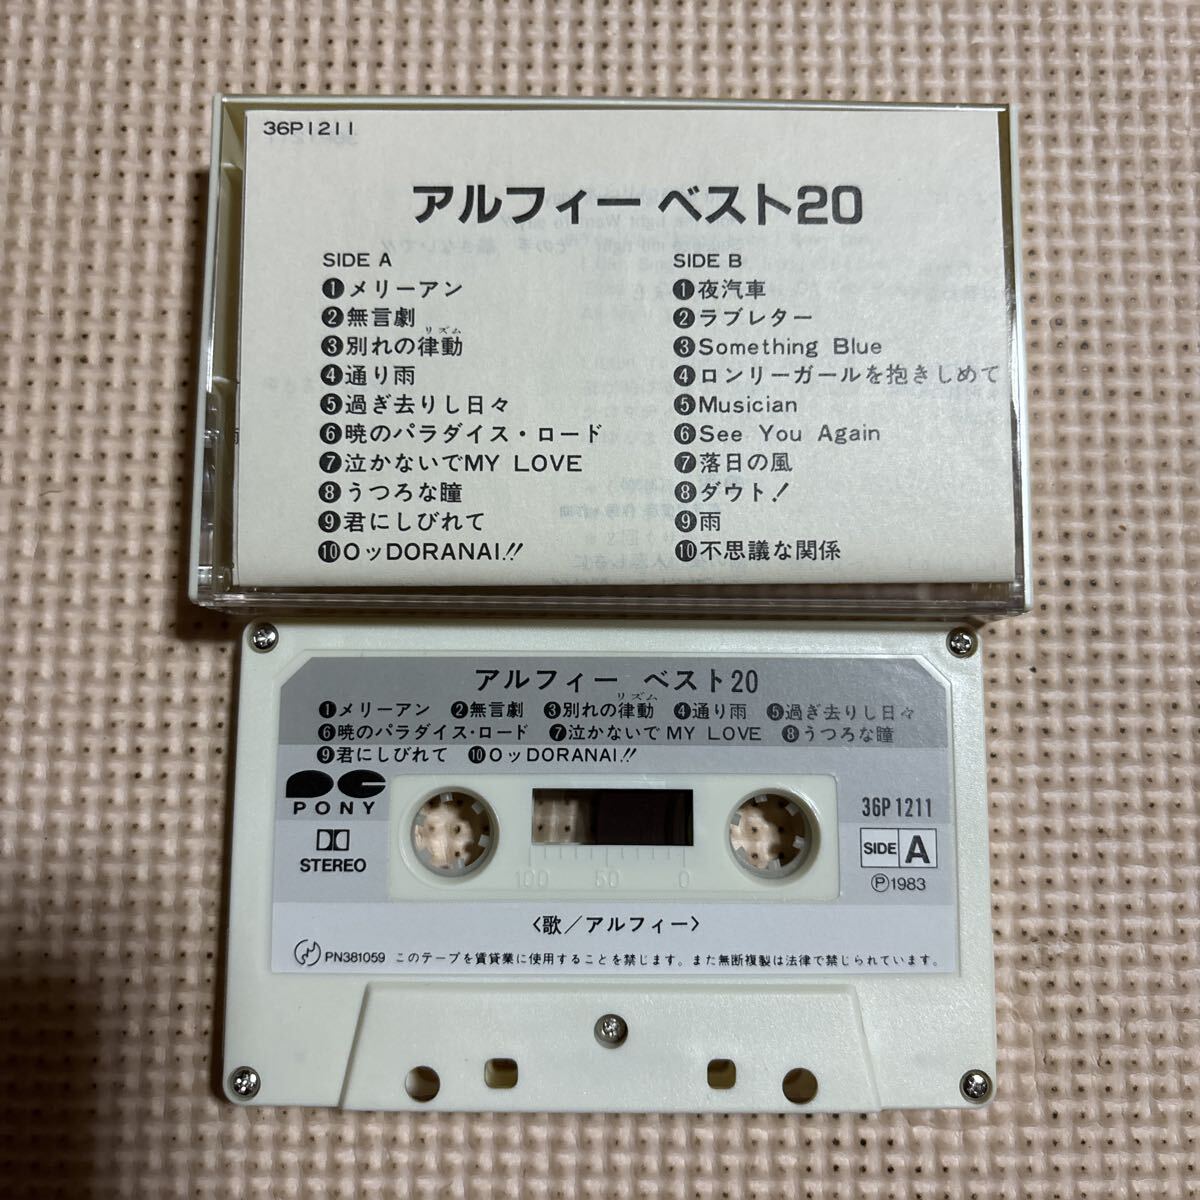 36P1211
アルフィー ベスト20
SIDE A
❶メリーアン
❷無言劇
❸別れの律動
リズム
❹通り雨
❺過ぎ去りし日々
❻暁のパラダイス・ロード
❼泣かないでMY LOVE
❽うつろな瞳
❾君にしびれて
❿OッDORANAI!!
SIDE B
❶夜汽車
❷ラブレター
❸Something Blue
❹ロンリーガールを抱きしめて
❺Musician
❻See You Again
❼落日の風
❽ダウト!
❾雨
❿不思議な関係
アルフィー ベスト20
リズム
❶メリーアン ❷無言劇 ❸別れの律動 ❹通り雨 ❺過ぎ去りし日々
❻暁のパラダイス・ロード ❼泣かないで MY LOVE ❽うつろな瞳
❾君にしびれて ❿OッDORANAI!!
PONY
STEREO
36P1211
SIDE A
Ⓟ1983
100 50 0
〈歌/アルフィー〉
PN381059 このテープを賃貸業に使用することを禁じます。また無断複製は法律で禁じられています。